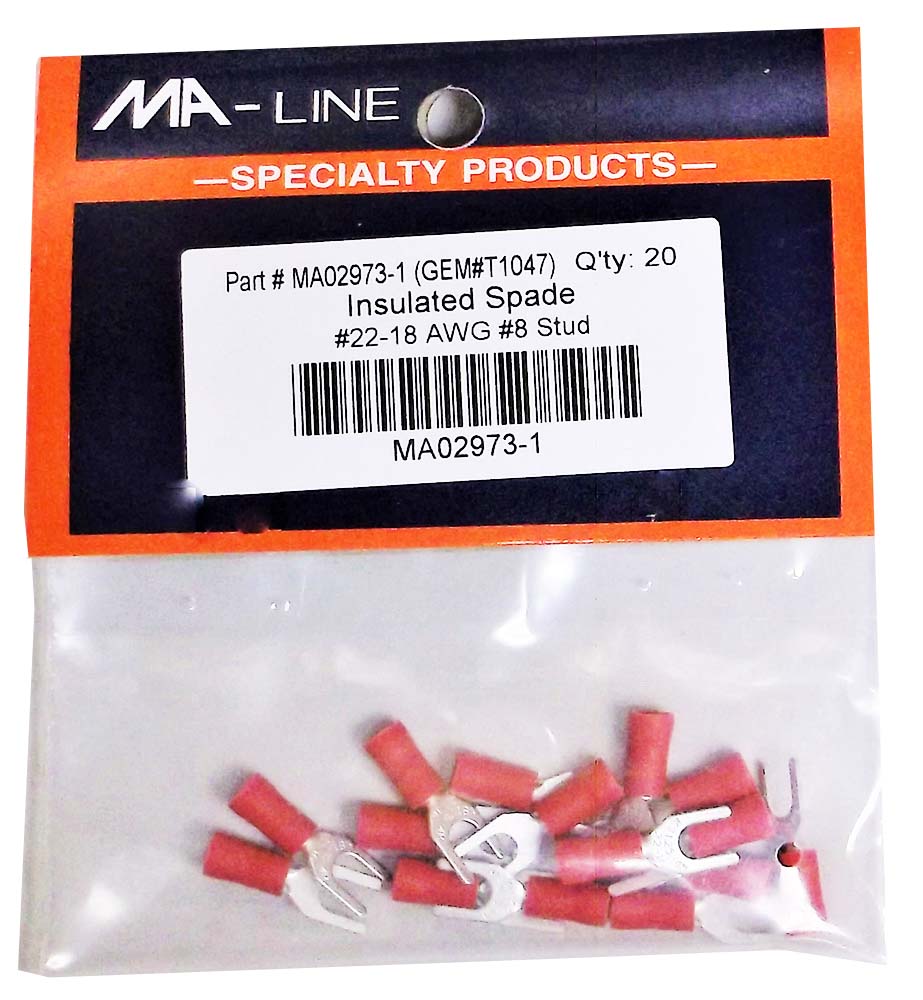 MA-LINE
—SPECIALTY PRODUCTS—
Part # MA02973-1 (GEM#T1047) Q'ty: 20
Insulated Spade
#22-18 AWG #8 Stud
MA02973-1